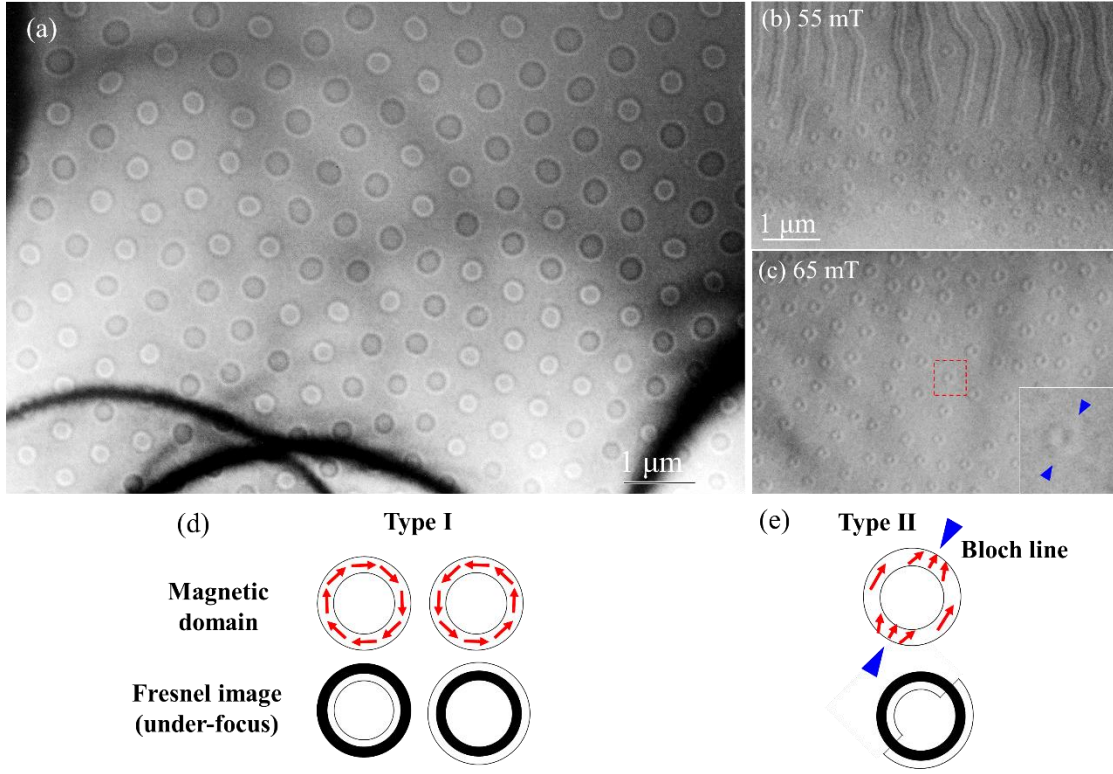 (a)
1 μm
(b) 55 mT
1 μm
(c) 65 mT
(d)
Type I
Magnetic
domain
Fresnel image
(under-focus)
(e)
Type II
Bloch line